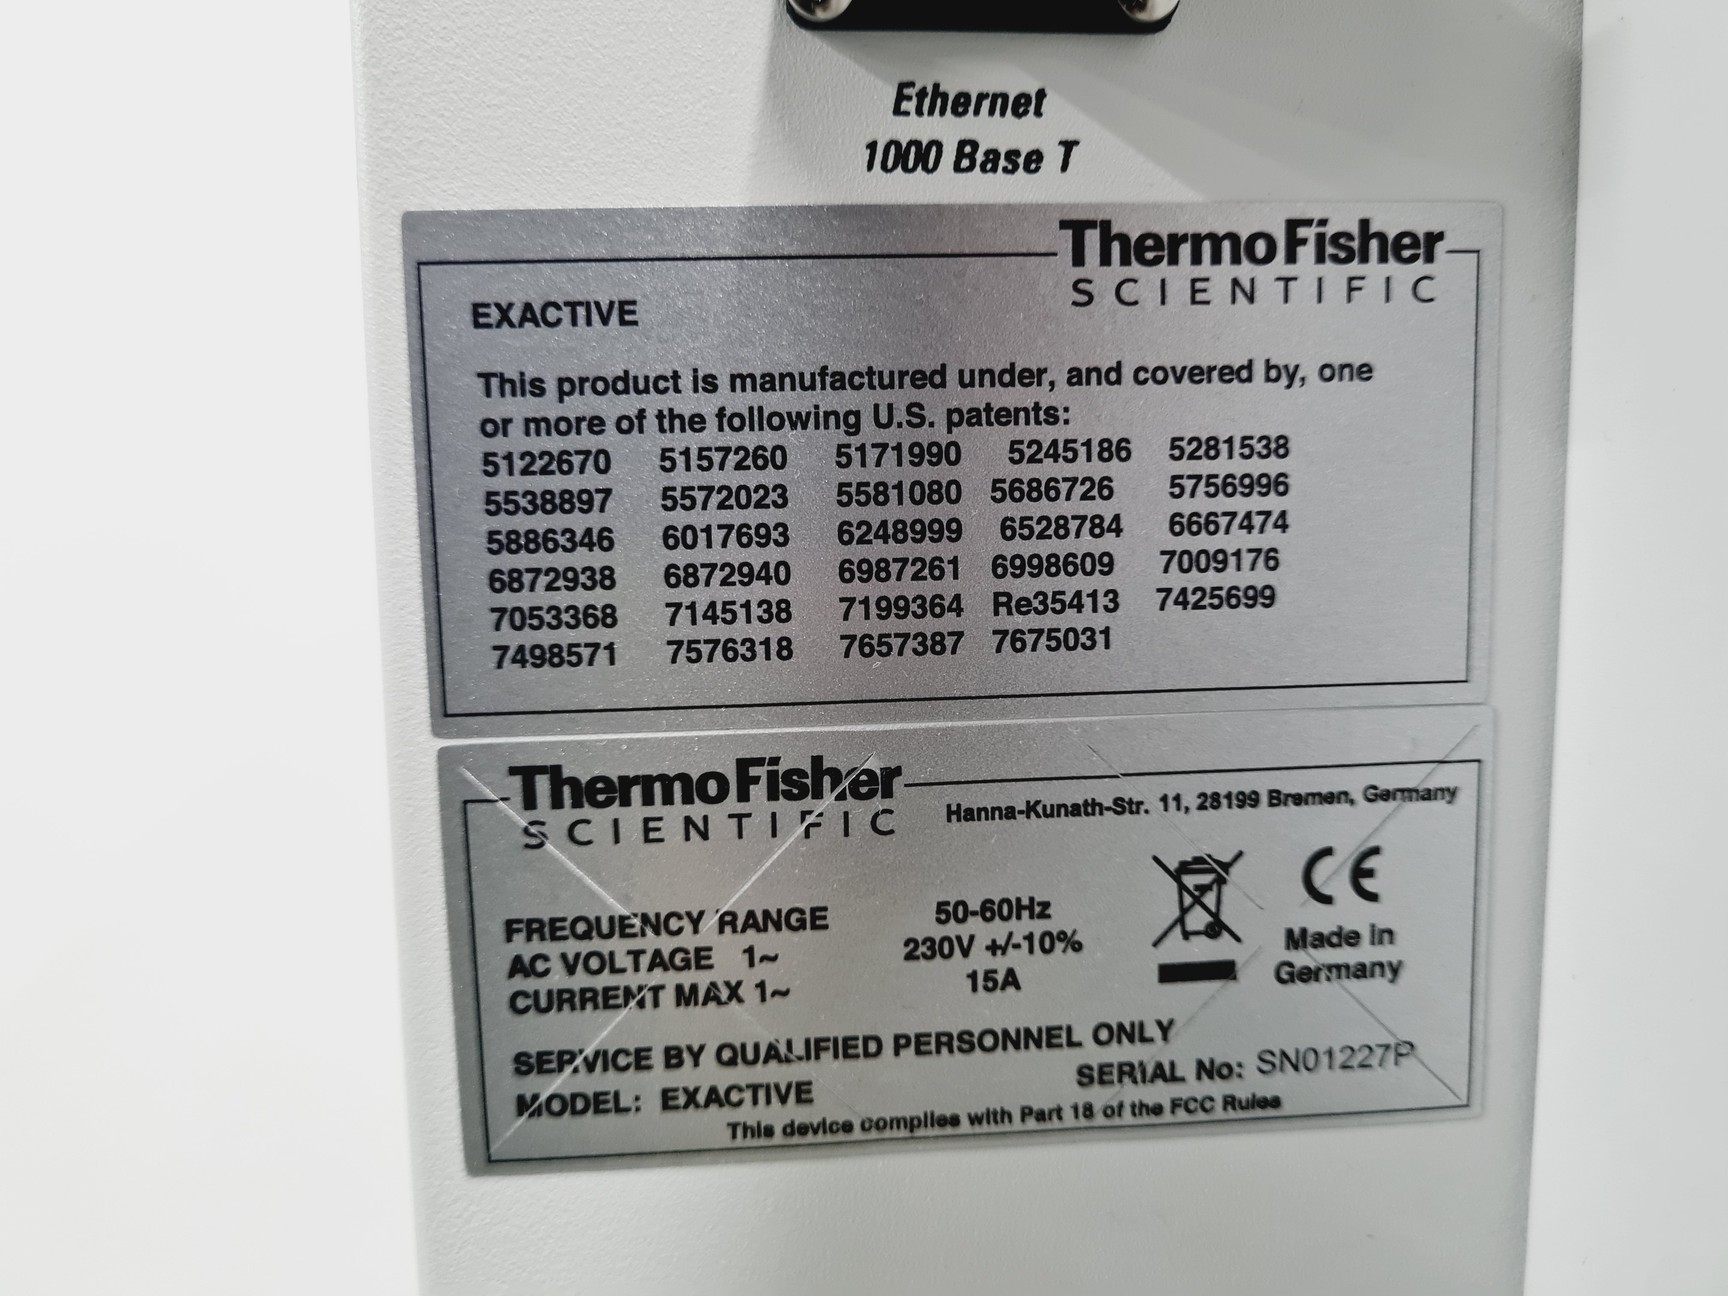 Ethernet
1000 Base T
ThermoFisher
SCIENTIFIC
EXACTIVE
This product is manufactured under, and covered by, one
or more of the following U.S. patents:
5122670 5157260 5171990 5245186 5281538
5538897 5572023 5581080 5686726 5756996
5886346 6017693 6248999 6528784 6667474
6872938 6872940 6987261 6998609 7009176
7053368 7145138 7199364 Re35413 7425699
7498571 7576318 7657387 7675031
ThermoFisher
SCIENTIFIC
Hanna-Kunath-Str. 11, 28199 Bremen, Germany
FREQUENCY RANGE 50-60Hz
AC VOLTAGE 1~ 230V +/-10%
CURRENT MAX 1~ 15A
CE
Made in
Germany
SERVICE BY QUALIFIED PERSONNEL ONLY
MODEL: EXACTIVE SERIAL No: SN01227P
This device complies with Part 18 of the FCC Rules